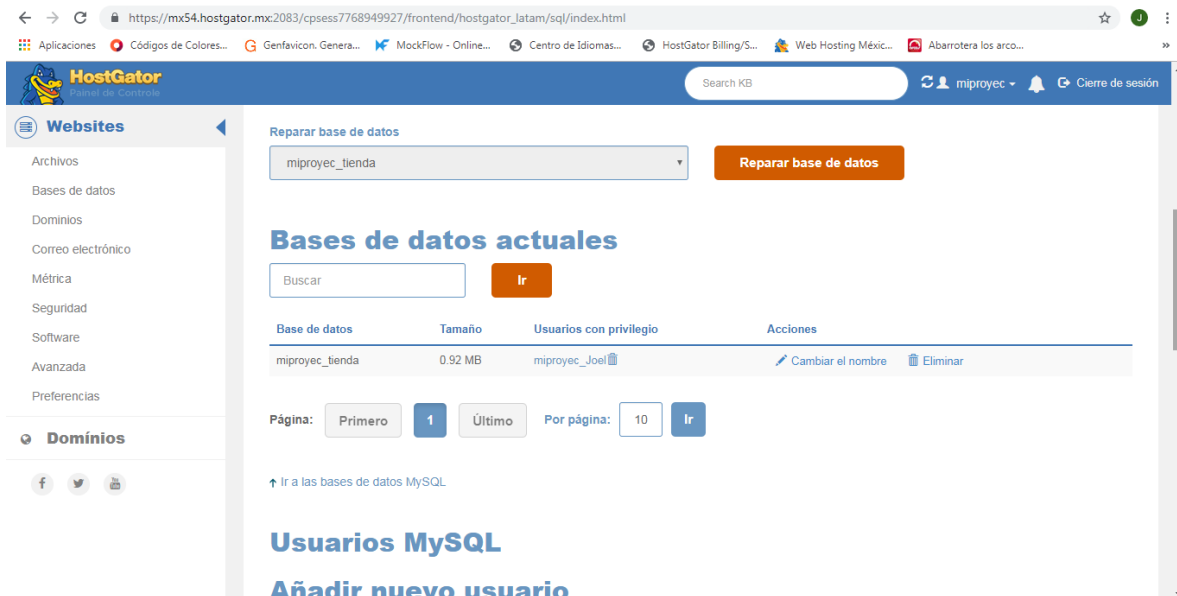 https://mx54.hostgator.mx:2083/cpsess7768949927/frontend/hostgator_latam/sql/index.html
J
Aplicaciones Códigos de Colores... Genfavicon. Genera... MockFlow - Online... Centro de Idiomas... HostGator Billing/S... Web Hosting Méxic... Abarrotera los arco... »
HostGator
Painel de Controle
Search KB
miproyec
Cierre de sesión
Websites
Archivos
Bases de datos
Dominios
Correo electrónico
Métrica
Seguridad
Software
Avanzada
Preferencias
Domínios
Reparar base de datos
miproyec_tienda
Reparar base de datos
Bases de datos actuales
Buscar
Ir
Base de datos Tamaño Usuarios con privilegio Acciones
miproyec_tienda 0.92 MB miproyec_Joel Cambiar el nombre Eliminar
Página: Primero 1 Último Por página: 10 Ir
Ir a las bases de datos MySQL
Usuarios MySQL
Añadir nuevo usuario